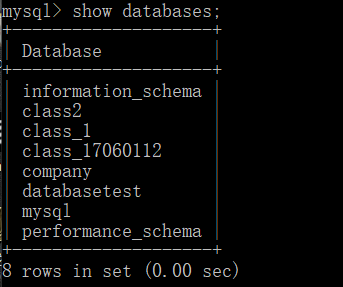 mysql> show databases;
+--------------------+
| Database           |
+--------------------+
| information_schema |
| class2             |
| class_1            |
| class_17060112     |
| company            |
| databasetest       |
| mysql              |
| performance_schema |
+--------------------+
8 rows in set (0.00 sec)